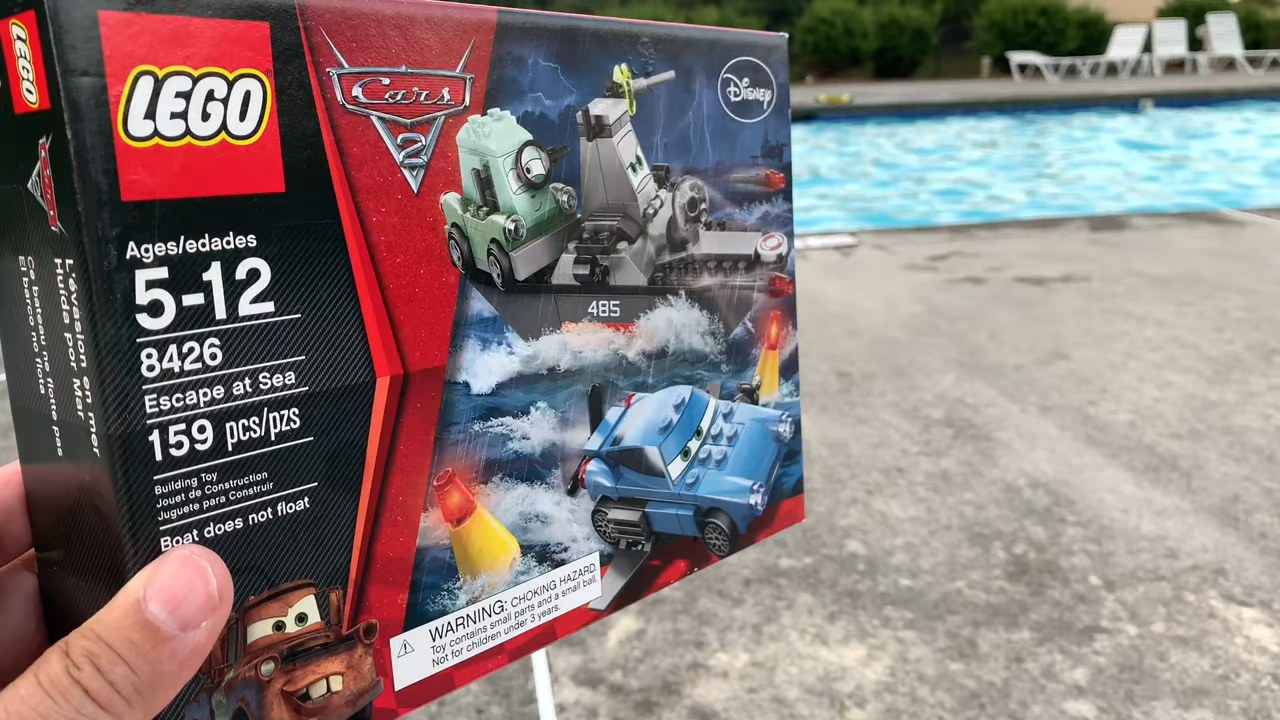 LEGO
LEGO
Cars
2
Disney
Ages/edades
5-12
8426
Escape at Sea
159 pcs/pzs
Building Toy
Jouet de Construction
Juguete para Construir
Boat does not float
485
WARNING: CHOKING HAZARD.
Toy contains small parts and a small ball.
Not for children under 3 years.
L'évasion en mer
Huida por Mar
Ce bateau ne flotte pas
El barco no flota
Cars